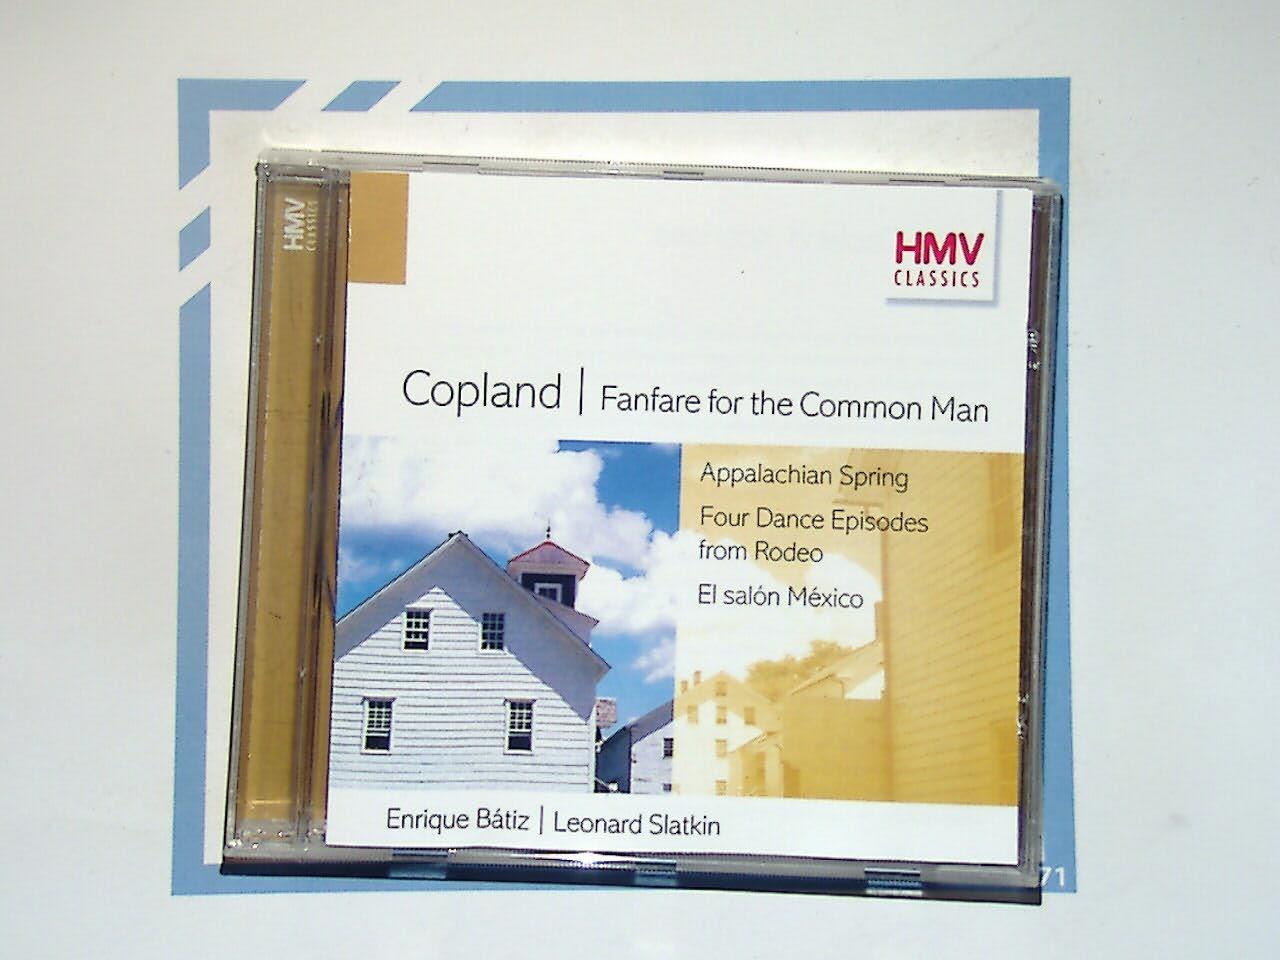 HMV
CLASSICS
HMV
CLASSICS
Copland | Fanfare for the Common Man
Appalachian Spring
Four Dance Episodes
from Rodeo
El salón México
Enrique Bátiz | Leonard Slatkin
71